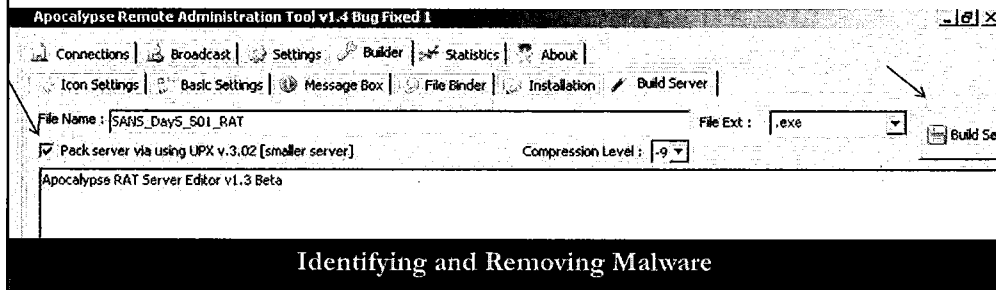 Apocalypse Remote Administration Tool v1.4 Bug Fixed 1
Connections Broadcast Settings Builder Statistics About
Icon Settings Basic Settings Message Box File Binder Installation Build Server
File Name : SANS_Day5_501_RAT File Ext : .exe Build Se
Pack server via using UPX v.3.02 [smaller server] Compression Level : -9
Apocalypse RAT Server Editor v1.3 Beta
Identifying and Removing Malware